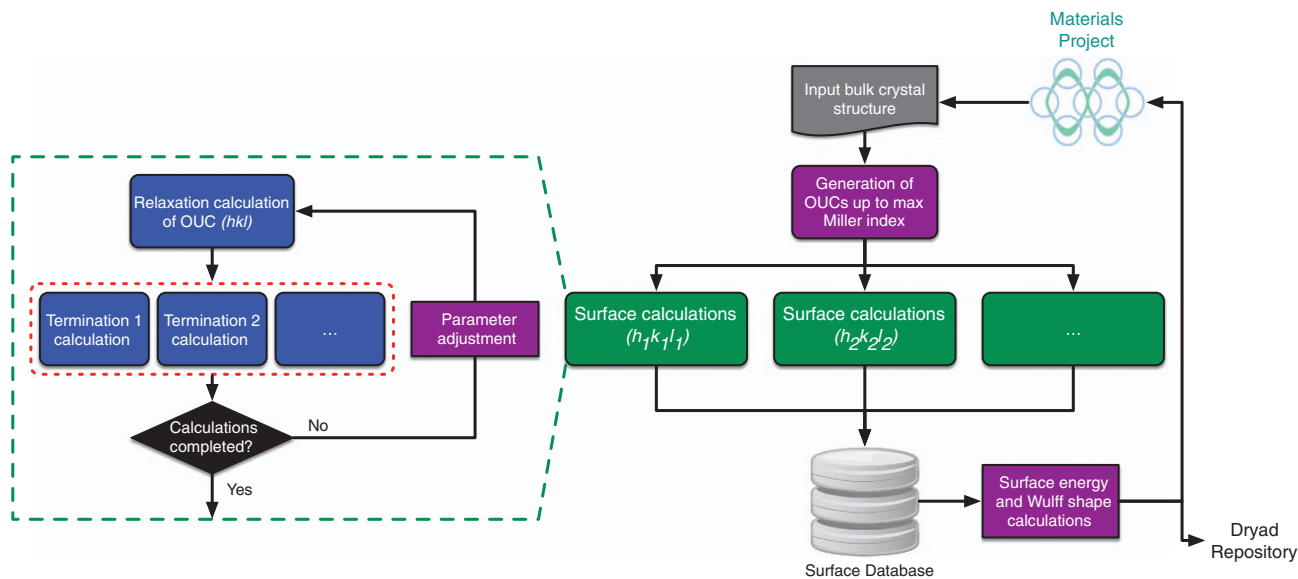 Materials
Project
Input bulk crystal
structure
Generation of
OUCs up to max
Miller index
Relaxation calculation
of OUC (hkl)
Termination 1
calculation
Termination 2
calculation
...
Parameter
adjustment
Surface calculations
(h1k1l1)
Surface calculations
(h2k2l2)
...
Calculations
completed?
No
Yes
Surface energy
and Wulff shape
calculations
Surface Database
Dryad
Repository